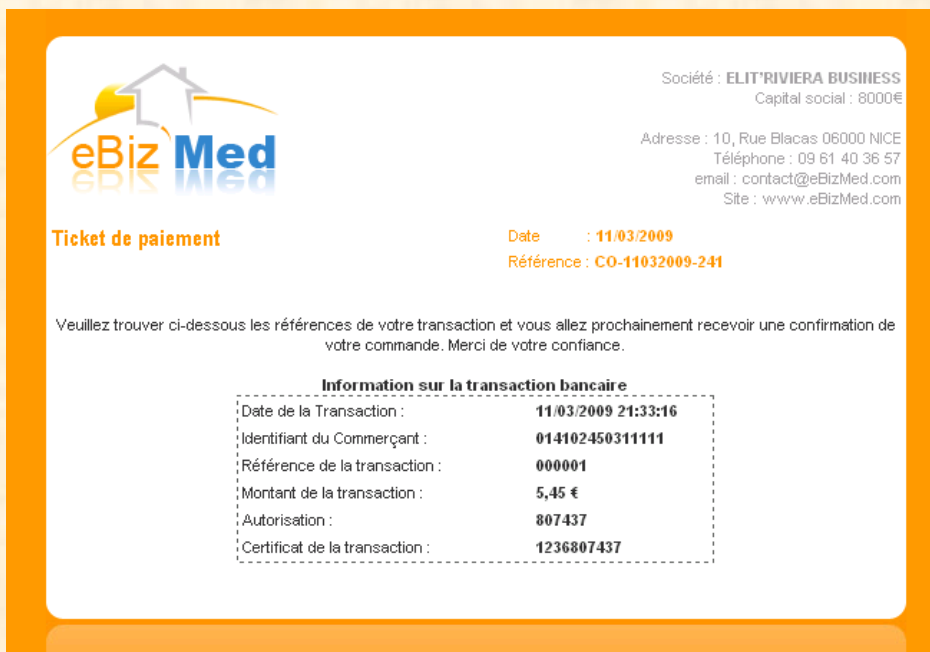 eBiz Med
Société : ELIT'RIVIERA BUSINESS
Capital social : 8000€
Adresse : 10, Rue Blacas 06000 NICE
Téléphone : 09 61 40 36 57
email : contact@eBizMed.com
Site : www.eBizMed.com
Ticket de paiement
Date : 11/03/2009
Référence : CO-11032009-241
Veuillez trouver ci-dessous les références de votre transaction et vous allez prochainement recevoir une confirmation de
votre commande. Merci de votre confiance.
Information sur la transaction bancaire
Date de la Transaction : 11/03/2009 21:33:16
Identifiant du Commerçant : 014102450311111
Référence de la transaction : 000001
Montant de la transaction : 5,45 €
Autorisation : 807437
Certificat de la transaction : 1236807437